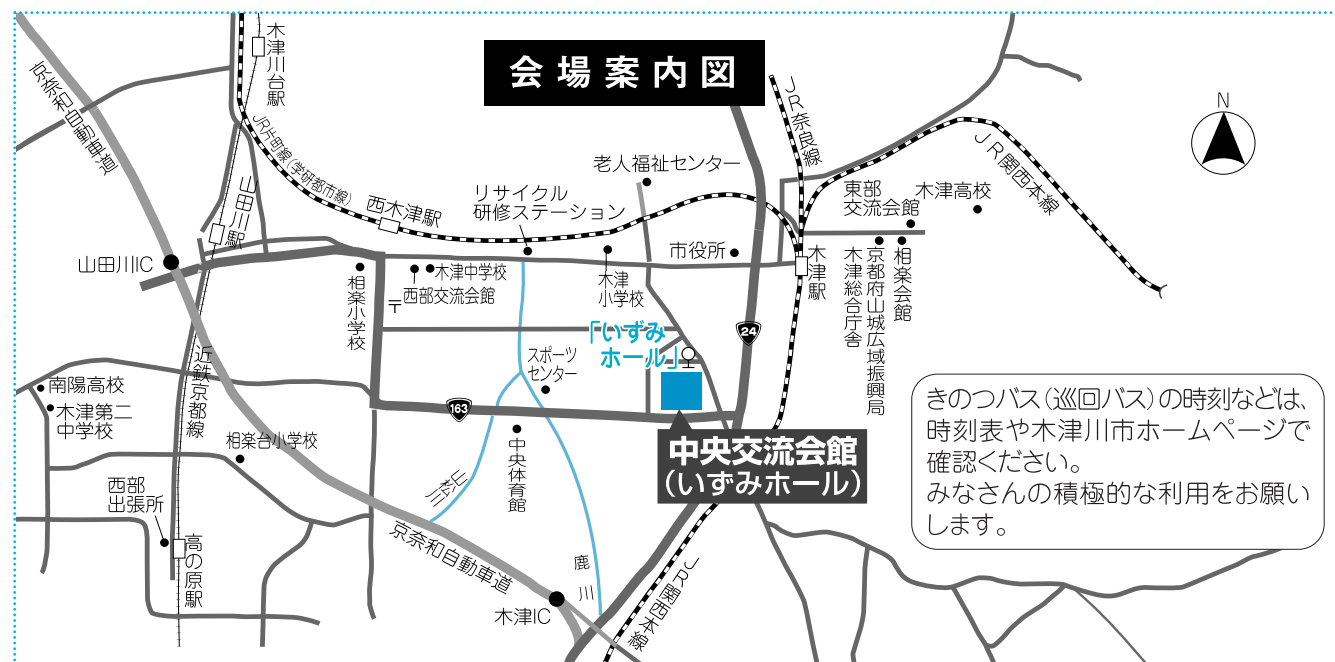 会場案内図
N
京奈和自動車道
木津川台駅
JR片町線(学研都市線)
山田川駅
西木津駅
リサイクル
研修ステーション
老人福祉センター
JR奈良線
JR関西本線
東部
交流会館
木津高校
山田川IC
相楽小学校
木津中学校
西部交流会館
〒
木津
小学校
市役所
木津駅
京都府山城広域振興局
木津総合庁舎
相楽会館
「いずみ
ホール」
24
近鉄京都線
スポーツ
センター
南陽高校
木津第二
中学校
163
相楽台小学校
中央体育館
中央交流会館
(いずみホール)
西部
出張所
高の原駅
京奈和自動車道
木津IC
鹿川
JR関西本線
きのつバス(巡回バス)の時刻などは、
時刻表や木津川市ホームページで
確認ください。
みなさんの積極的な利用をお願い
します。